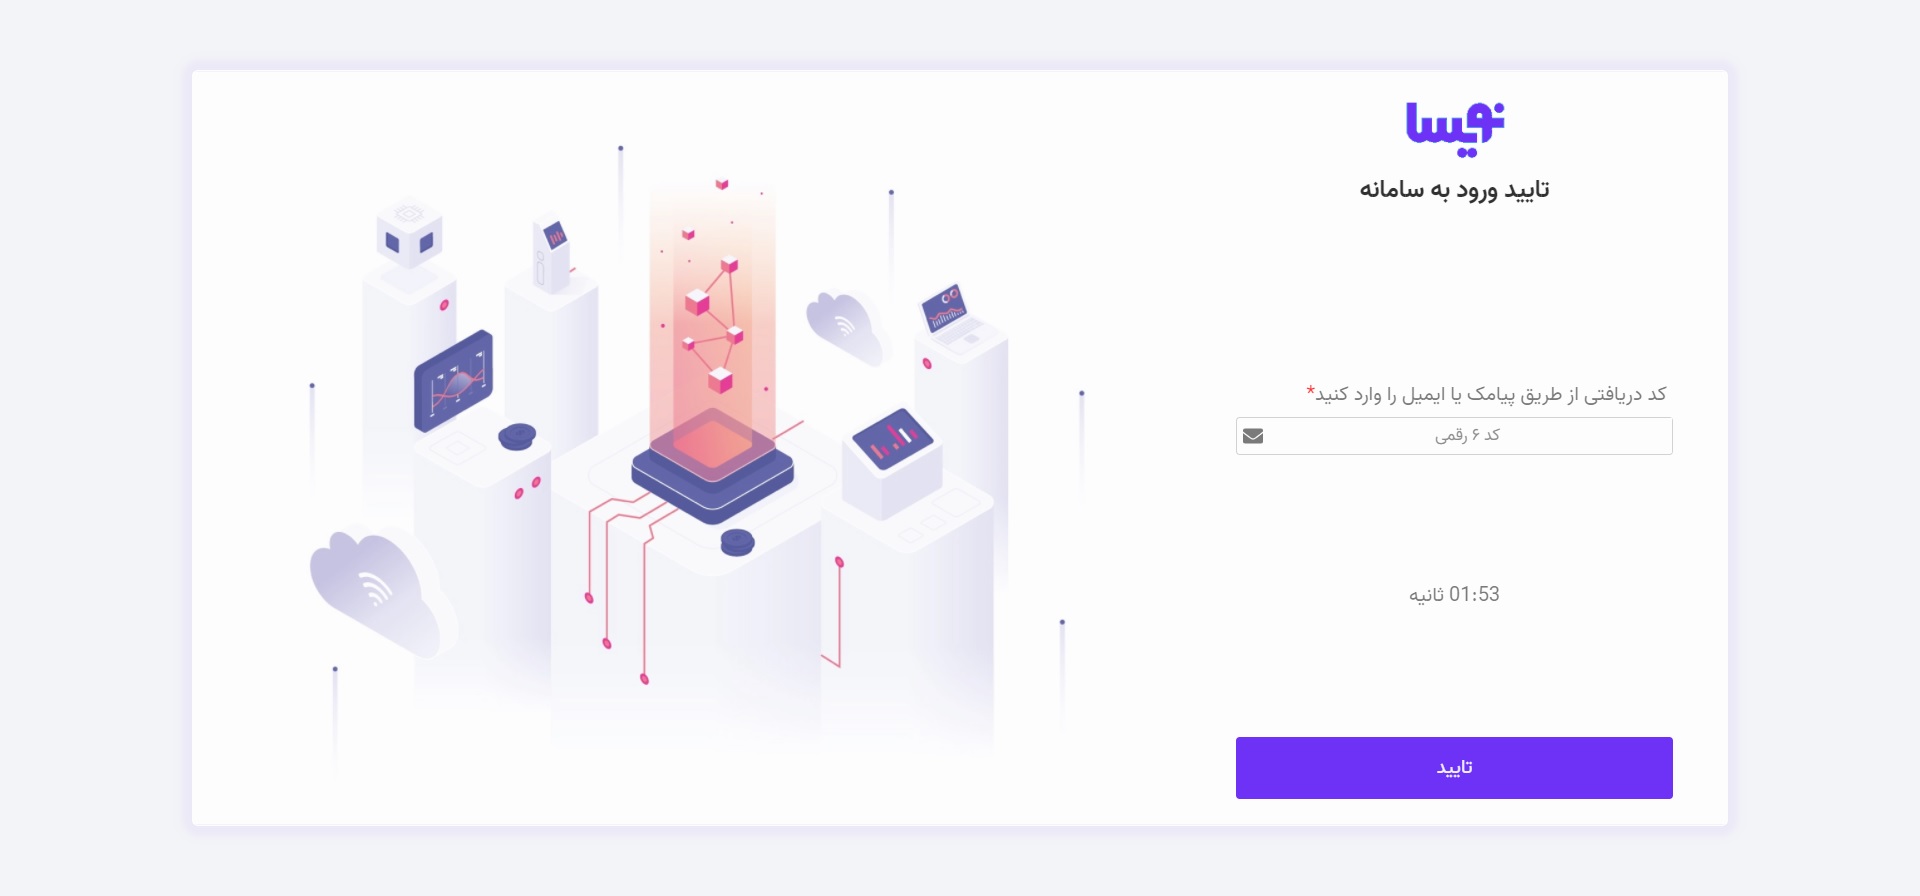 نویسا
تایید ورود به سامانه
کد دریافتی از طریق پیامک یا ایمیل را وارد کنید*
کد ۶ رقمی
01:53 ثانیه
تایید